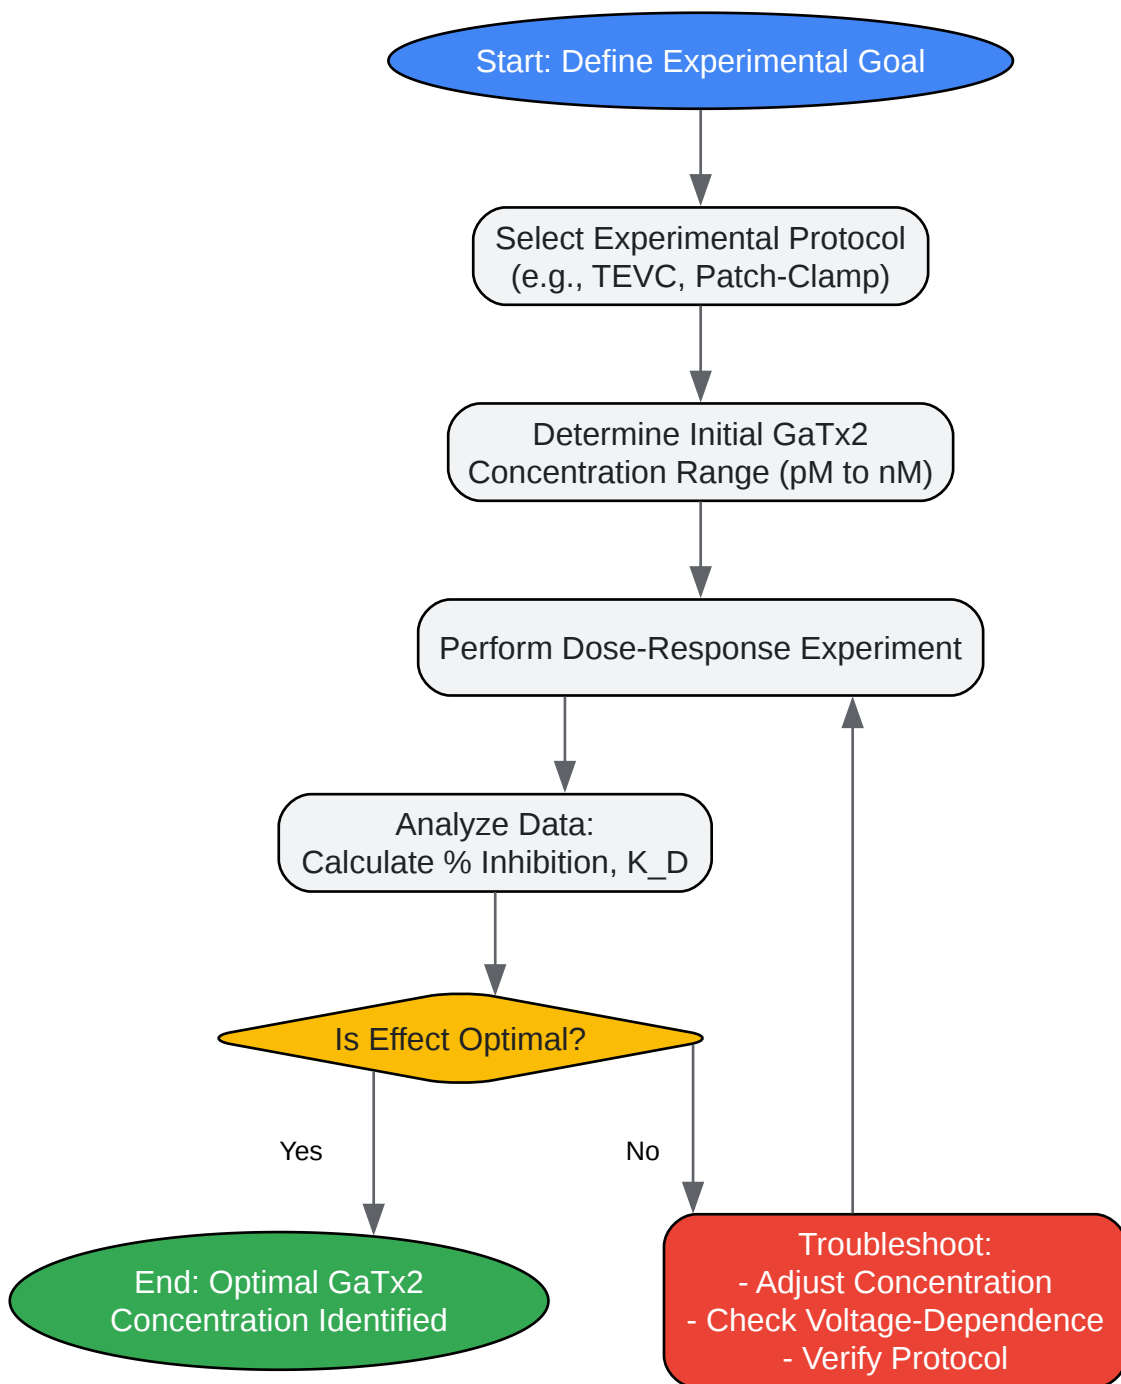 Start: Define Experimental Goal
Select Experimental Protocol
(e.g., TEVC, Patch-Clamp)
Determine Initial GaTx2
Concentration Range (pM to nM)
Perform Dose-Response Experiment
Analyze Data:
Calculate % Inhibition, K_D
Is Effect Optimal?
Yes
No
End: Optimal GaTx2
Concentration Identified
Troubleshoot:
- Adjust Concentration
- Check Voltage-Dependence
- Verify Protocol